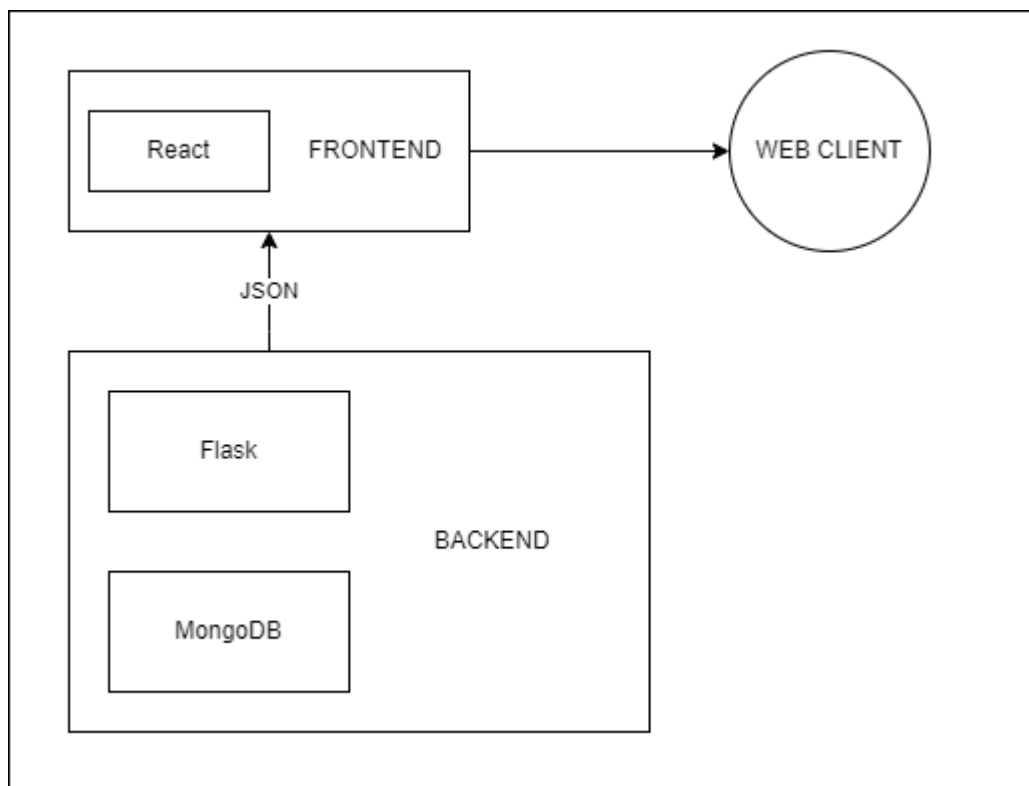 React
FRONTEND
WEB CLIENT
JSON
Flask
BACKEND
MongoDB